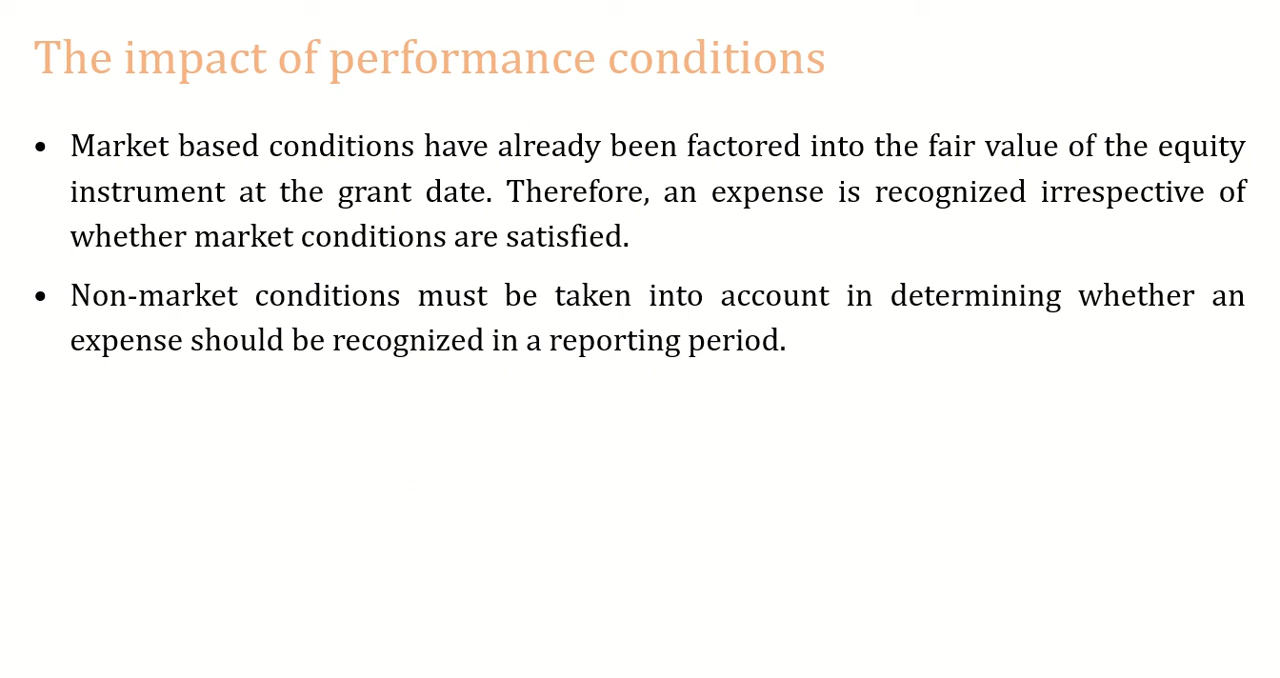 The impact of performance conditions
• Market based conditions have already been factored into the fair value of the equity
instrument at the grant date. Therefore, an expense is recognized irrespective of
whether market conditions are satisfied.
• Non-market conditions must be taken into account in determining whether an
expense should be recognized in a reporting period.